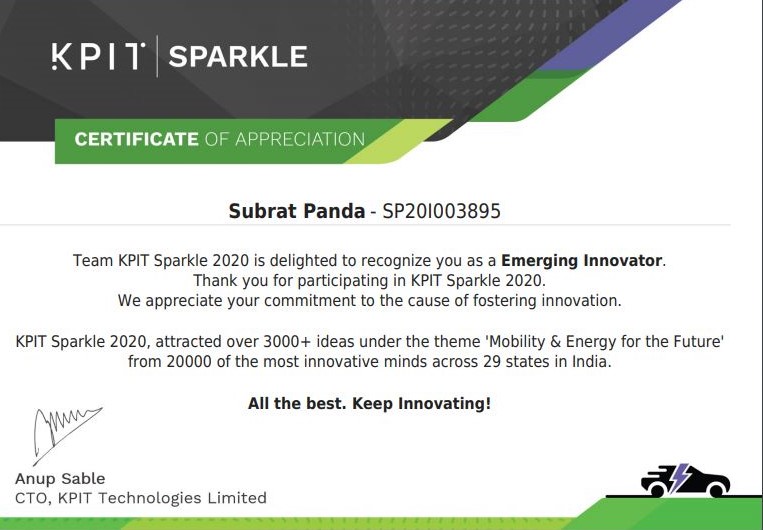 KPIT | SPARKLE
CERTIFICATE OF APPRECIATION
Subrat Panda - SP20I003895
Team KPIT Sparkle 2020 is delighted to recognize you as a Emerging Innovator.
Thank you for participating in KPIT Sparkle 2020.
We appreciate your commitment to the cause of fostering innovation.
KPIT Sparkle 2020, attracted over 3000+ ideas under the theme 'Mobility & Energy for the Future'
from 20000 of the most innovative minds across 29 states in India.
All the best. Keep Innovating!
Anup Sable
CTO, KPIT Technologies Limited